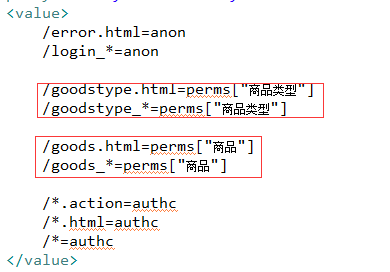 <value>
/error.html=anon
/login_*=anon
/goodstype.html=perms["商品类型"]
/goodstype_*=perms["商品类型"]
/goods.html=perms["商品"]
/goods_*=perms["商品"]
/*.action=authc
/*.html=authc
/*=authc
</value>